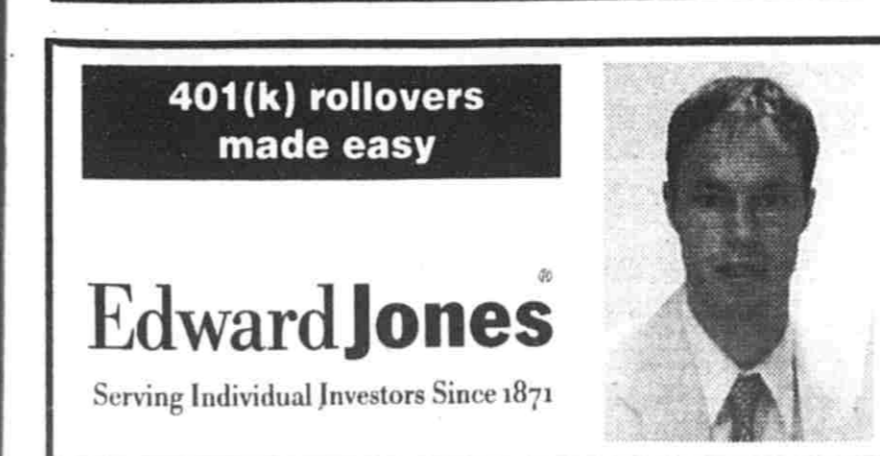 401(k) rollovers
made easy
EdwardJones®
Serving Individual Investors Since 1871